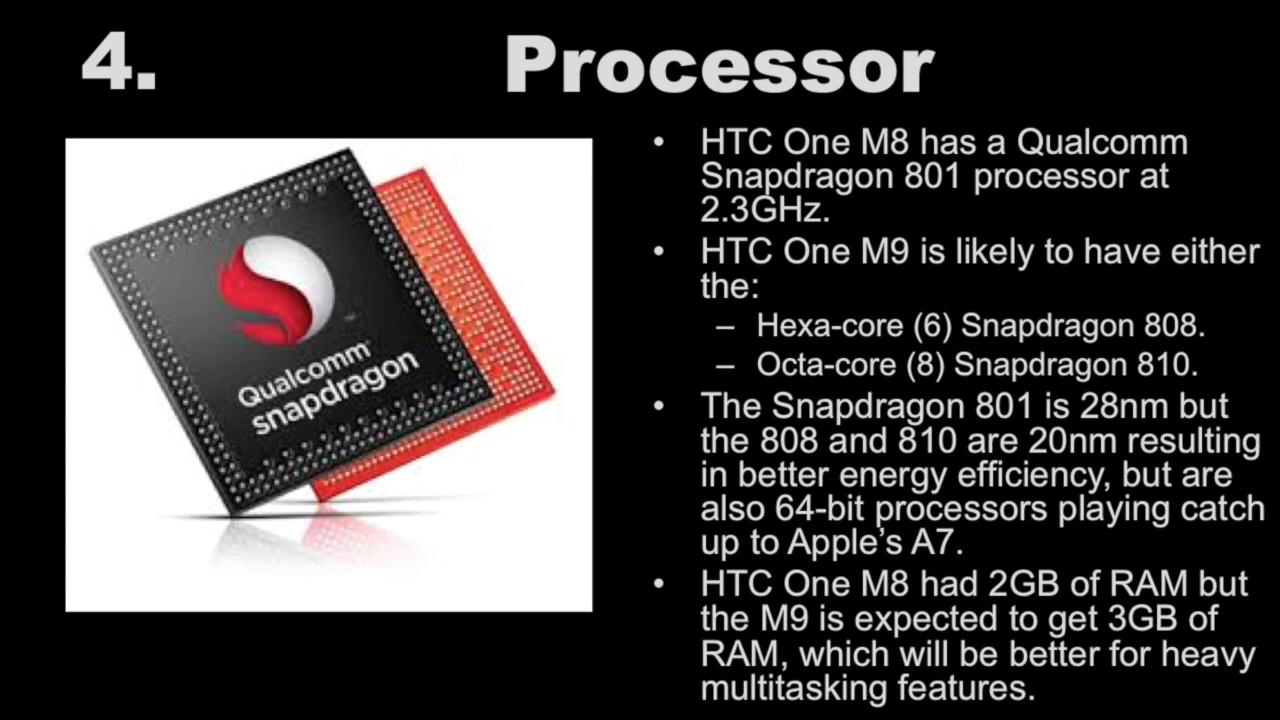 4. Processor
Qualcomm
snapdragon
• HTC One M8 has a Qualcomm
Snapdragon 801 processor at
2.3GHz.
• HTC One M9 is likely to have either
the:
– Hexa-core (6) Snapdragon 808.
– Octa-core (8) Snapdragon 810.
• The Snapdragon 801 is 28nm but
the 808 and 810 are 20nm resulting
in better energy efficiency, but are
also 64-bit processors playing catch
up to Apple’s A7.
• HTC One M8 had 2GB of RAM but
the M9 is expected to get 3GB of
RAM, which will be better for heavy
multitasking features.